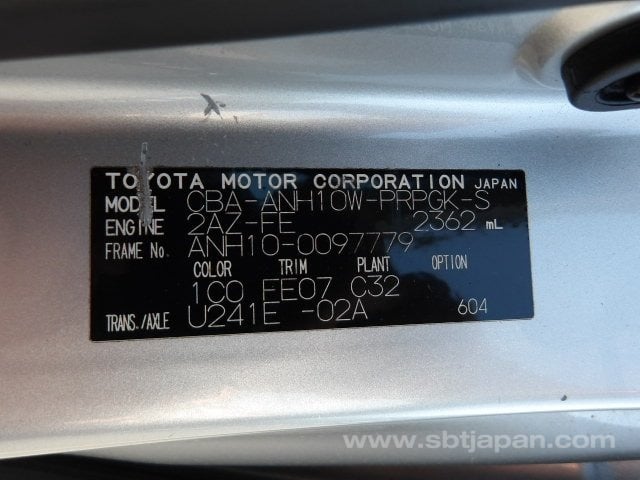 TOYOTA MOTOR CORPORATION JAPAN
MODEL CBA-ANH10W-PRPGK-S
ENGINE 2AZ-FE 2362 mL
FRAME No. ANH10-0097779
COLOR TRIM PLANT OPTION
1C0 FE07 C32
TRANS./AXLE U241E -02A 604
www.sbtjapan.com